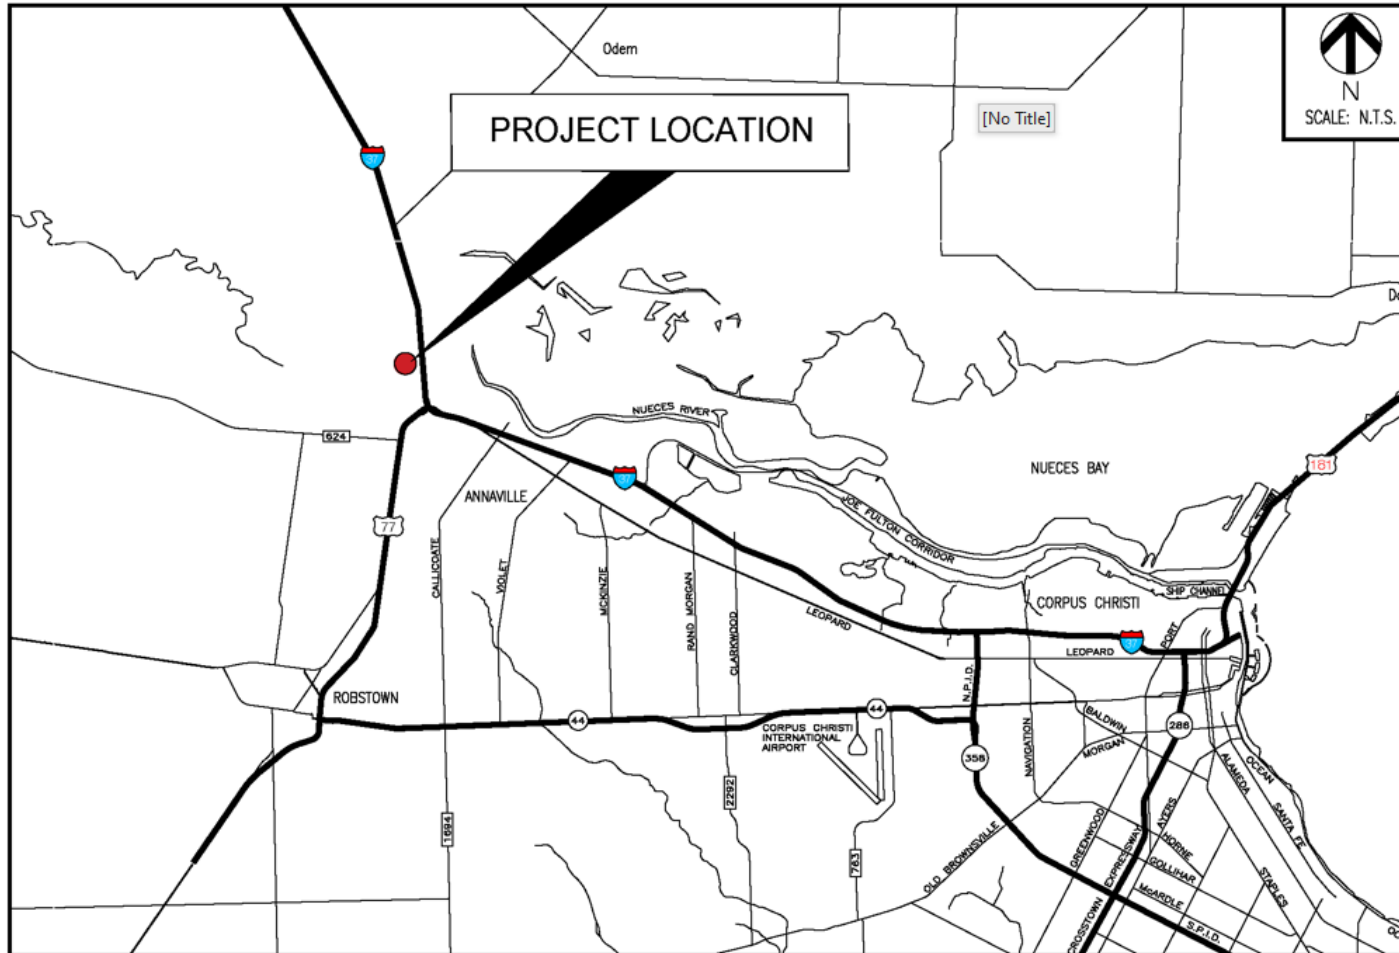 Odem
PROJECT LOCATION
[No Title]
N
SCALE: N.T.S.
37
624
NUECES RIVER
NUECES BAY
181
37
ANNAVILLE
77
JOE FULTON CORRIDOR
CALLICOATE
VIOLET
MCKINZIE
RAND MORGAN
CLARKWOOD
LEOPARD
SHIP CHANNEL
CORPUS CHRISTI
PORT
37
LEOPARD
N.P.I.D.
ROBSTOWN
44
44
CORPUS CHRISTI
INTERNATIONAL
AIRPORT
NAVIGATION
BALDWIN
MORGAN
286
358
ALAMEDA
OCEAN
SANTA FE
2292
1694
763
OLD BROWNSVILLE
GREENWOOD
CROSSTOWN EXPRESSWAY
AYERS
HORNE
GOLLIHAR
McARDLE
STAPLES
S.P.I.D.